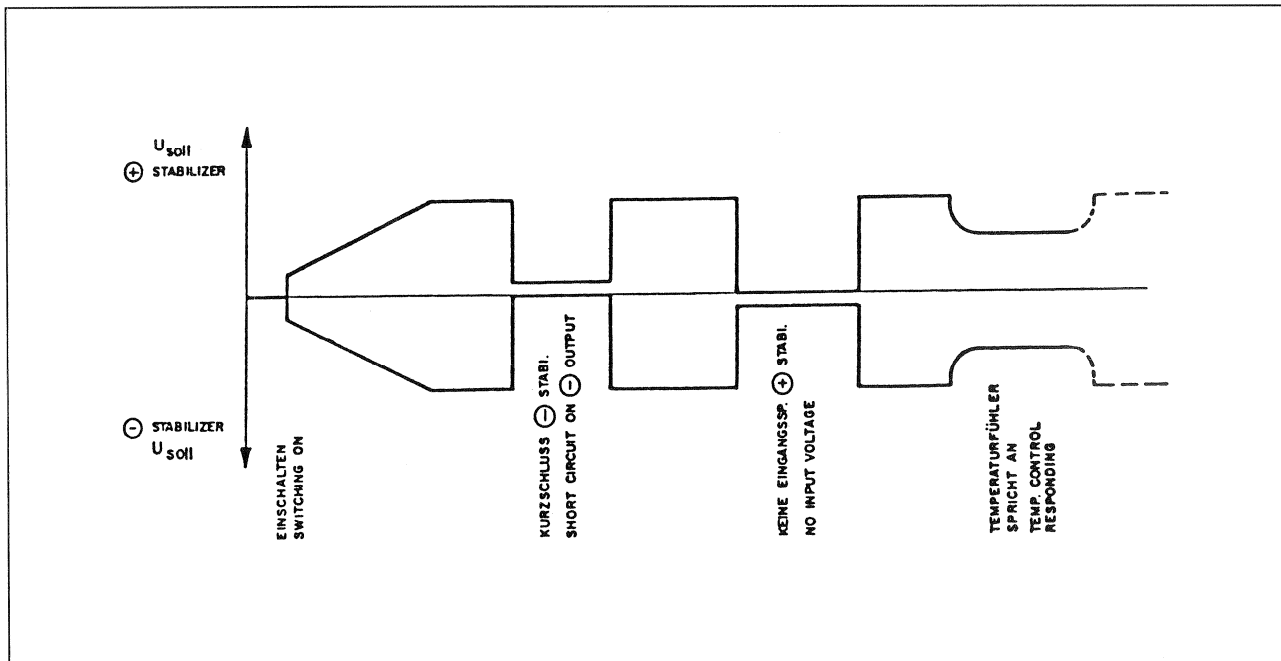 U soll
⊕ STABILIZER
⊖ STABILIZER
U soll
EINSCHALTEN
SWITCHING ON
KURZSCHLUSS ⊖ STABI.
SHORT CIRCUIT ON ⊖ OUTPUT
KEINE EINGANGSSP. ⊕ STABI.
NO INPUT VOLTAGE
TEMPERATURFÜHLER
SPRICHT AN
TEMP. CONTROL
RESPONDING